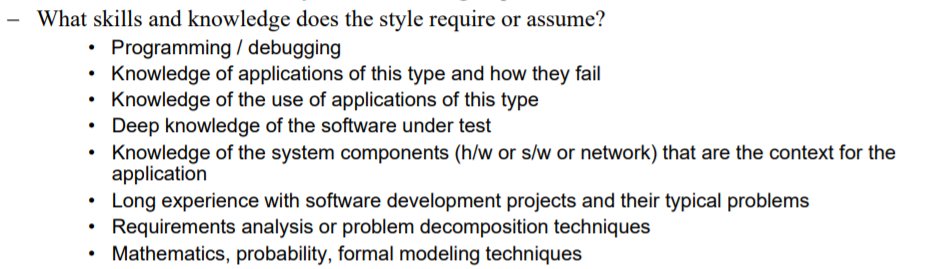 – What skills and knowledge does the style require or assume?
• Programming / debugging
• Knowledge of applications of this type and how they fail
• Knowledge of the use of applications of this type
• Deep knowledge of the software under test
• Knowledge of the system components (h/w or s/w or network) that are the context for the
application
• Long experience with software development projects and their typical problems
• Requirements analysis or problem decomposition techniques
• Mathematics, probability, formal modeling techniques